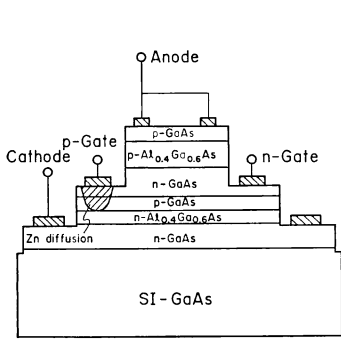 Anode
p-GaAs
p-Al₀.₄Ga₀.₆As
p-Gate
n-Gate
Cathode
n-GaAs
p-GaAs
n-Al₀.₄Ga₀.₆As
Zn diffusion
n-GaAs
SI-GaAs